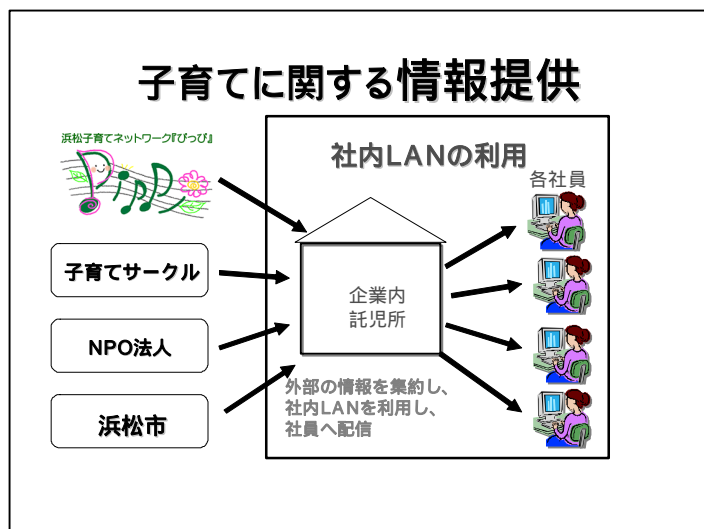 子育てに関する情報提供
浜松子育てネットワーク『ぴっぴ』
PiPPi
社内LANの利用
各社員
子育てサークル
企業内
託児所
NPO法人
浜松市
外部の情報を集約し、
社内LANを利用し、
社員へ配信